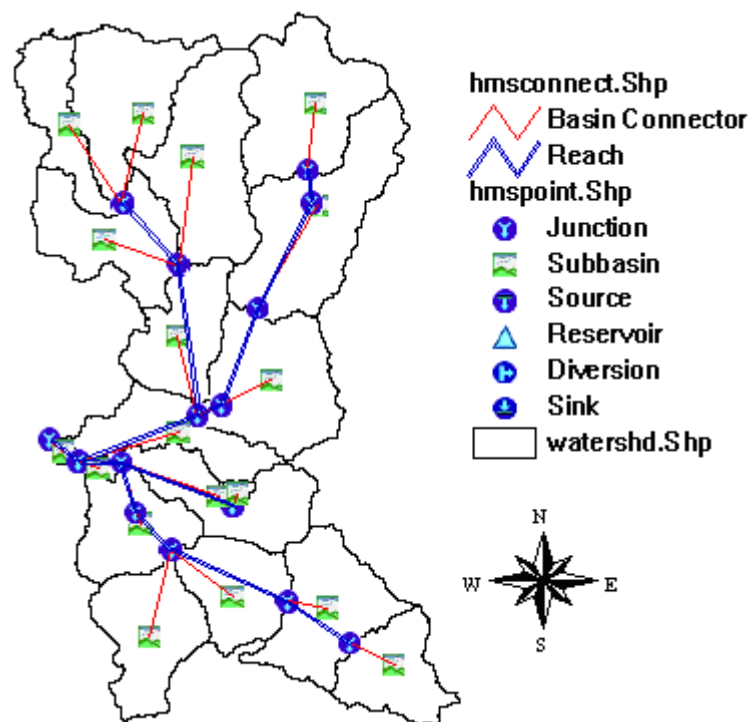 hmsconnect.Shp
Basin Connector
Reach
hmspoint.Shp
Junction
Subbasin
Source
Reservoir
Diversion
Sink
watershd.Shp
N
W E
S